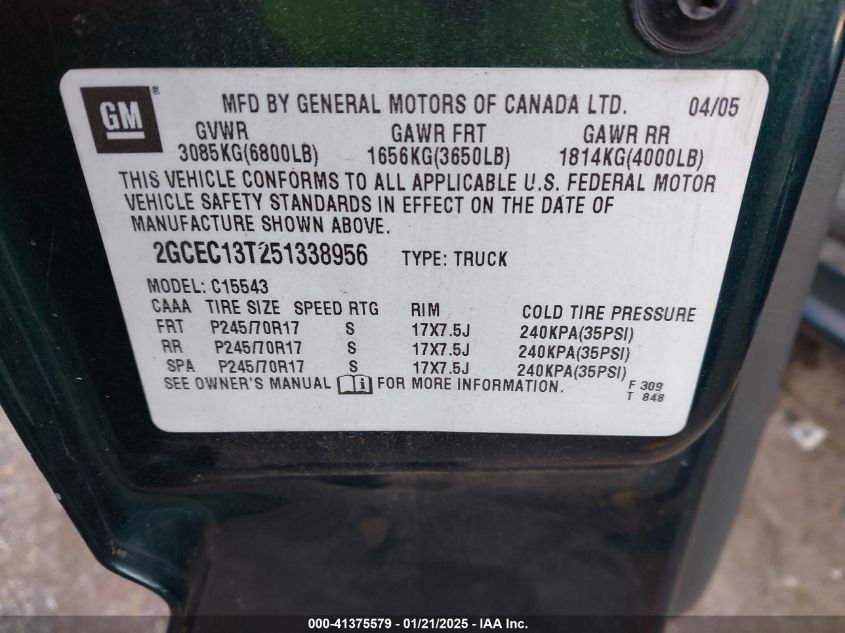 GM ® MFD BY GENERAL MOTORS OF CANADA LTD. 04/05
GVWR GAWR FRT GAWR RR
3085KG(6800LB) 1656KG(3650LB) 1814KG(4000LB)
THIS VEHICLE CONFORMS TO ALL APPLICABLE U.S. FEDERAL MOTOR
VEHICLE SAFETY STANDARDS IN EFFECT ON THE DATE OF
MANUFACTURE SHOWN ABOVE.
2GCEC13T251338956 TYPE: TRUCK
MODEL: C15543
CAAA TIRE SIZE SPEED RTG RIM COLD TIRE PRESSURE
FRT P245/70R17 S 17X7.5J 240KPA(35PSI)
RR P245/70R17 S 17X7.5J 240KPA(35PSI)
SPA P245/70R17 S 17X7.5J 240KPA(35PSI)
SEE OWNER'S MANUAL FOR MORE INFORMATION. F 309
T 848
000-41375579 - 01/21/2025 - IAA Inc.